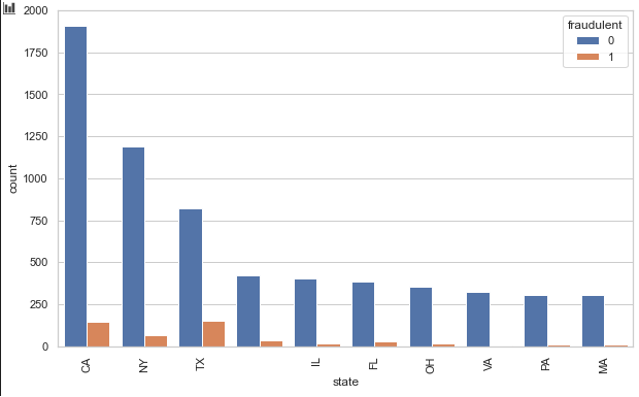 2000
fraudulent
0
1
1750
1500
1250
1000
750
500
250
0
count
CA
NY
TX
IL
FL
OH
VA
PA
MA
state